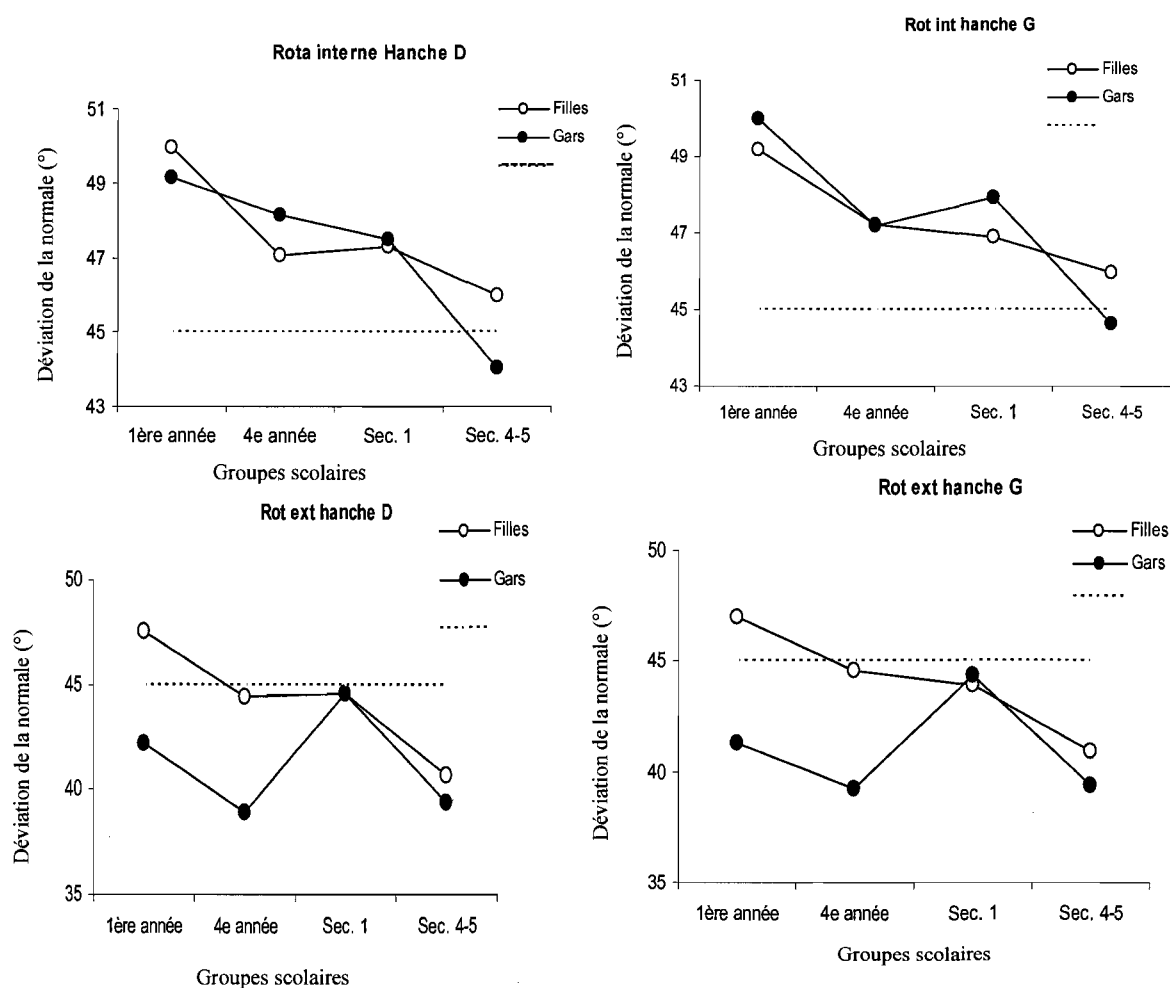 Rota interne Hanche D
Filles
Gars
Déviation de la normale (°)
51
49
47
45
43
1ère année 4e année Sec. 1 Sec. 4-5
Groupes scolaires
Rot int hanche G
Filles
Gars
Déviation de la normale (°)
51
49
47
45
43
1ère année 4e année Sec. 1 Sec. 4-5
Groupes scolaires
Rot ext hanche D
Filles
Gars
Déviation de la normale (°)
50
45
40
35
1ère année 4e année Sec. 1 Sec. 4-5
Groupes scolaires
Rot ext hanche G
Filles
Gars
Déviation de la normale (°)
50
45
40
35
1ère année 4e année Sec. 1 Sec. 4-5
Groupes scolaires